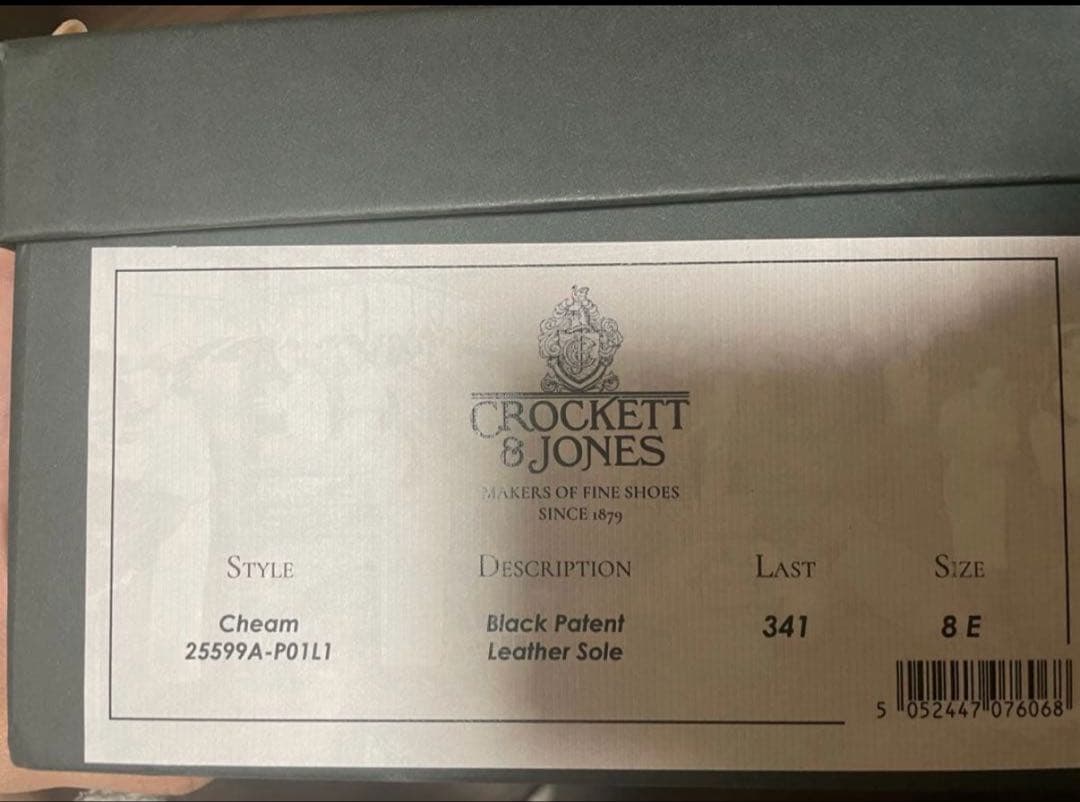 CROCKETT
& JONES
MAKERS OF FINE SHOES
SINCE 1879
STYLE DESCRIPTION LAST SIZE
Cheam Black Patent 341 8 E
25599A-P01L1 Leather Sole
5 052447 076068